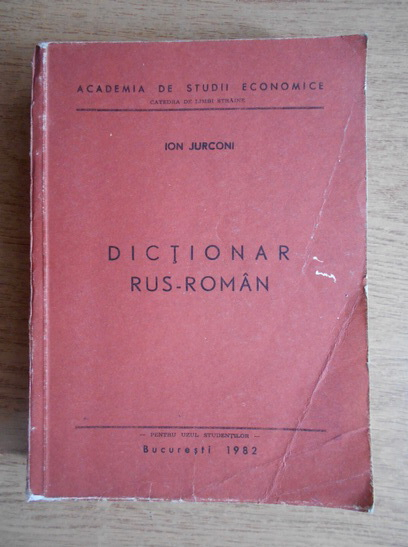 ACADEMIA DE STUDII ECONOMICE
CATEDRA DE LIMBI STRĂINE
ION JURCONI
DICŢIONAR
RUS-ROMÂN
— PENTRU UZUL STUDENŢILOR —
Bucureşti 1982